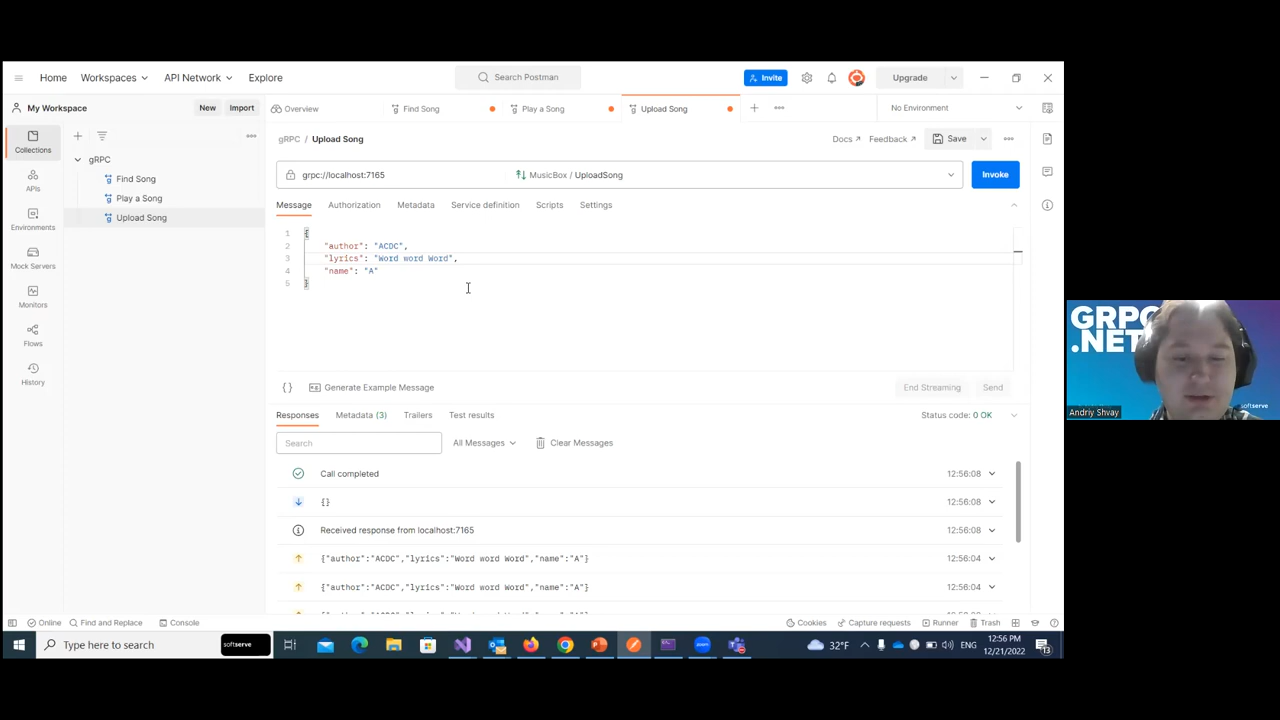 Home Workspaces API Network Explore Search Postman Invite Upgrade
My Workspace New Import Overview Find Song Play a Song Upload Song No Environment
Collections
APIs
Environments
Mock Servers
Monitors
Flows
History
gRPC
Find Song
Play a Song
Upload Song
gRPC / Upload Song Docs Feedback Save
grpc://localhost:7165 MusicBox / UploadSong Invoke
Message Authorization Metadata Service definition Scripts Settings
1 {
2 "author": "ACDC",
3 "lyrics": "Word word Word",
4 "name": "A"
5 }
{} Generate Example Message End Streaming Send
Responses Metadata (3) Trailers Test results Status code: 0 OK
Search All Messages Clear Messages
Call completed 12:56:08
{} 12:56:08
Received response from localhost:7165 12:56:08
{"author":"ACDC","lyrics":"Word word Word","name":"A"} 12:56:04
{"author":"ACDC","lyrics":"Word word Word","name":"A"} 12:56:04
Online Find and Replace Console Cookies Capture requests Runner Trash
Type here to search softserve 32°F ENG 12:56 PM
12/21/2022
13
GRPC
.NET
softserve
Andriy Shvay